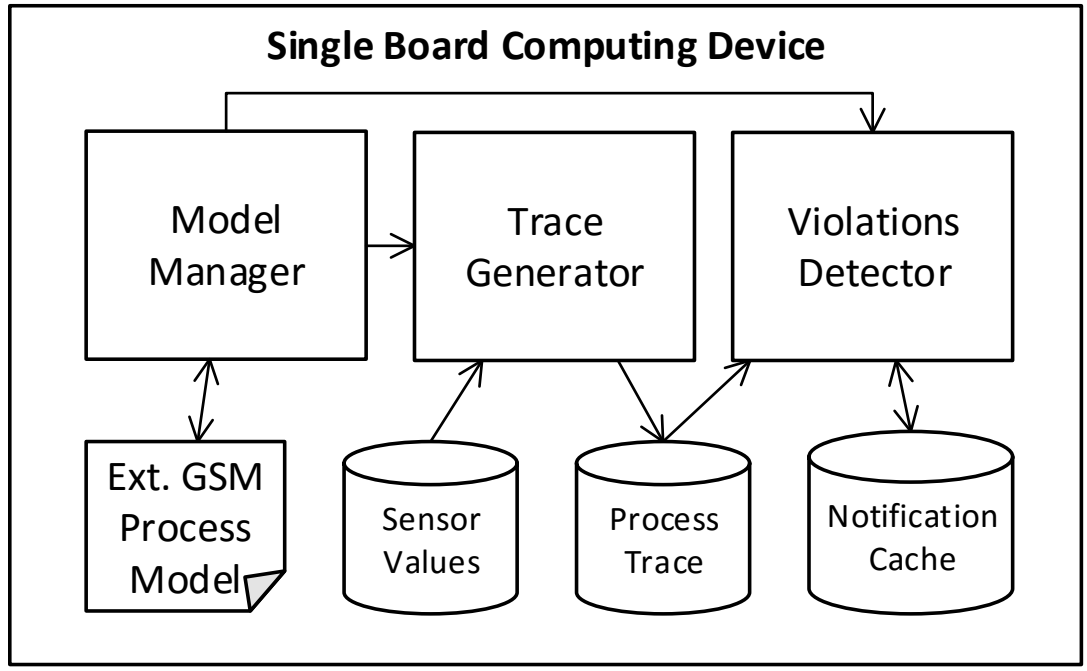 Single Board Computing Device
Model
Manager
Trace
Generator
Violations
Detector
Ext. GSM
Process
Model
Sensor
Values
Process
Trace
Notification
Cache